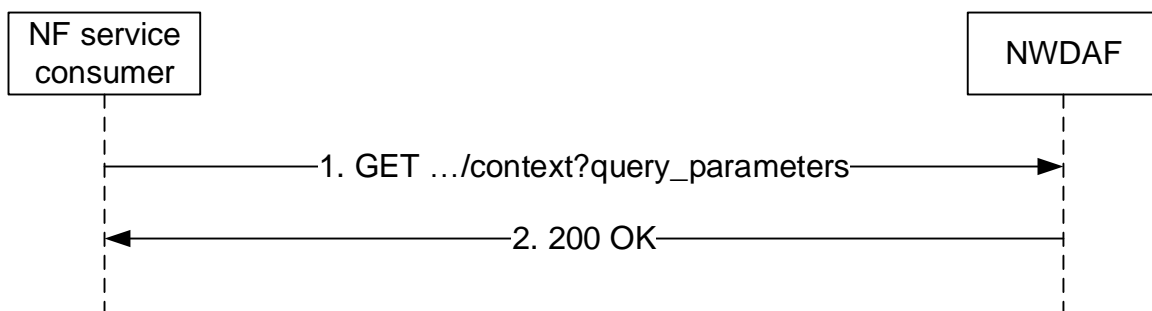 NF service
consumer
NWDAF
1. GET …/context?query_parameters
2. 200 OK